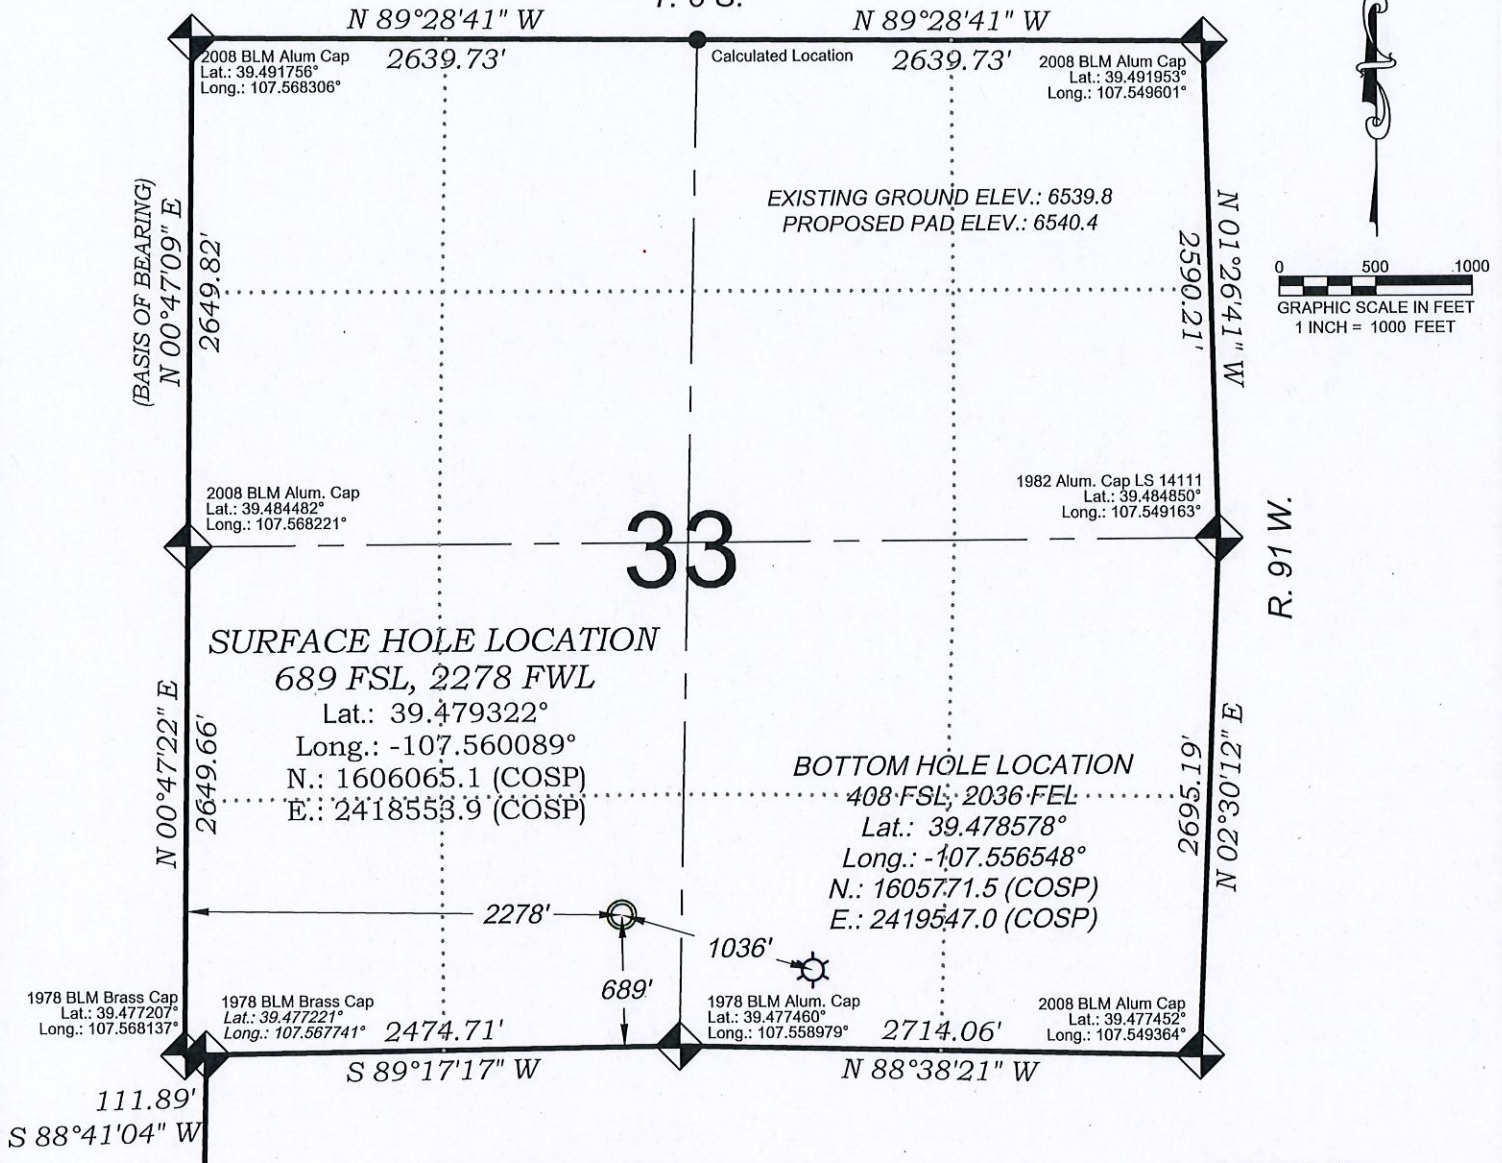 N 89°28'41" W
N 89°28'41" W
2639.73'
2639.73'
2008 BLM Alum Cap
Lat.: 39.491756°
Long.: 107.568306°
Calculated Location
2008 BLM Alum Cap
Lat.: 39.491953°
Long.: 107.549601°
EXISTING GROUND ELEV.: 6539.8
PROPOSED PAD ELEV.: 6540.4
(BASIS OF BEARING)
N 00°47'09" E
2649.82'
2590.21'
N 01°26'41" W
0 500 1000
GRAPHIC SCALE IN FEET
1 INCH = 1000 FEET
2008 BLM Alum. Cap
Lat.: 39.484482°
Long.: 107.568221°
1982 Alum. Cap LS 14111
Lat.: 39.484850°
Long.: 107.549163°
33
R. 91 W.
SURFACE HOLE LOCATION
689 FSL, 2278 FWL
Lat.: 39.479322°
Long.: -107.560089°
N.: 1606065.1 (COSP)
E.: 2418553.9 (COSP)
N 00°47'22" E
2649.66'
BOTTOM HOLE LOCATION
408 FSL, 2036 FEL
Lat.: 39.478578°
Long.: -107.556548°
N.: 1605771.5 (COSP)
E.: 2419547.0 (COSP)
2695.19'
N 02°30'12" E
2278'
1036'
689'
1978 BLM Brass Cap
Lat.: 39.477207°
Long.: 107.568137°
1978 BLM Brass Cap
Lat.: 39.477221°
Long.: 107.567741°
2474.71'
1978 BLM Alum. Cap
Lat.: 39.477460°
Long.: 107.558979°
2714.06'
2008 BLM Alum Cap
Lat.: 39.477452°
Long.: 107.549364°
S 89°17'17" W
N 88°38'21" W
111.89'
S 88°41'04" W